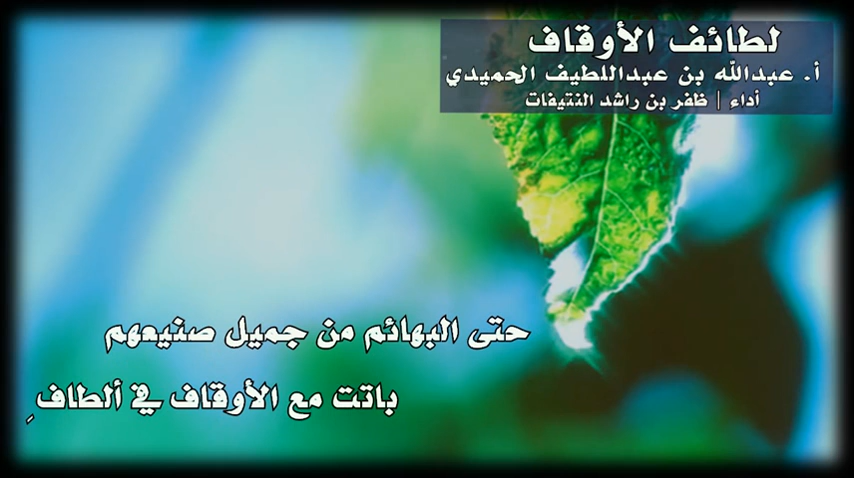 لطائف الأوقاف
أ. عبدالله بن عبداللطيف الحميدي
أداء | ظفر بن راشد النتيفات
حتى البهائم من جميل صنيعهم
باتت مع الأوقاف في ألطافِ